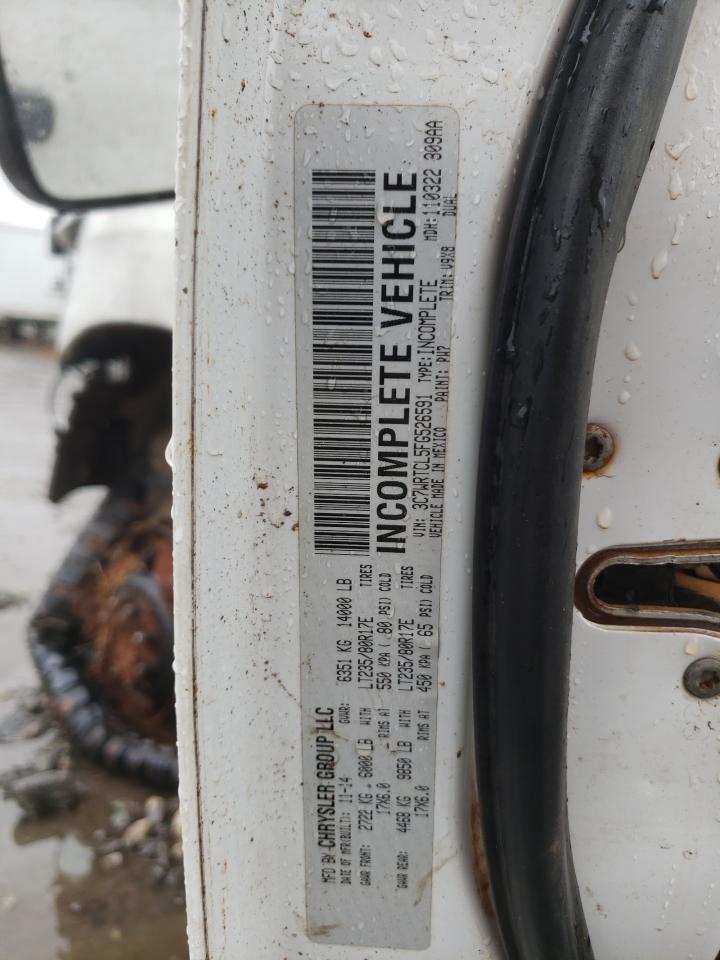 MFD BY CHRYSLER GROUP LLC
DATE OF MFR(BUILT): 11-14 GVWR: 6351 KG 14000 LB
GAWR FRONT: 2722 KG 6000 LB WITH LT235/80R17E TIRES
17X6.0 RIMS AT 550 KPA ( 80 PSI) COLD
GAWR REAR: 4468 KG 9850 LB WITH LT235/80R17E TIRES
17X6.0 RIMS AT 450 KPA ( 65 PSI) COLD
INCOMPLETE VEHICLE
VIN: 3C7WRTCL5FG526591 TYPE:INCOMPLETE MDH:110322 309AA
VEHICLE MADE IN MEXICO PAINT: PW7 TRIM: V9X8 DUAL